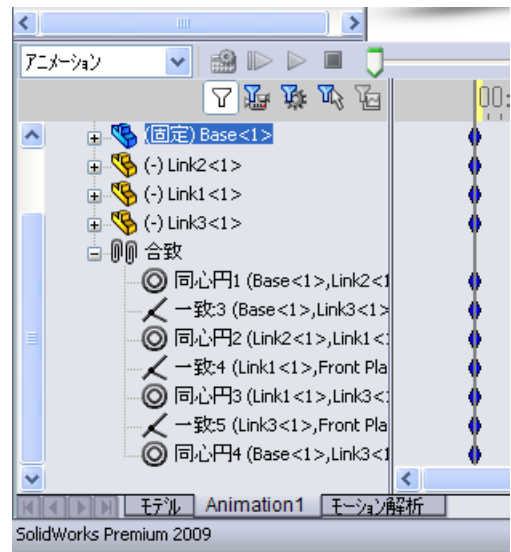 アニメーション
00:
(固定) Base<1>
(-) Link2<1>
(-) Link1<1>
(-) Link3<1>
合致
同心円1 (Base<1>,Link2<1
一致3 (Base<1>,Link3<1>
同心円2 (Link2<1>,Link1<
一致4 (Link1<1>,Front Pla
同心円3 (Link1<1>,Link3<
一致5 (Link3<1>,Front Pla
同心円4 (Base<1>,Link3<1
モデル Animation1 モーション解析
SolidWorks Premium 2009